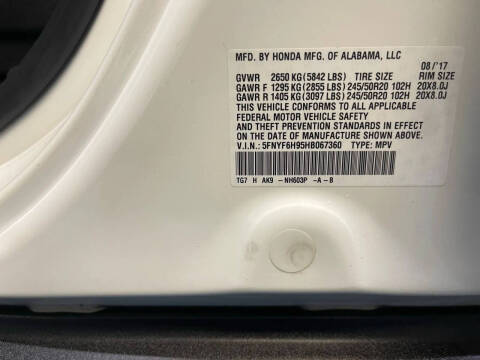 MFD. BY HONDA MFG. OF ALABAMA, LLC
08/'17
GVWR 2650 KG(5842 LBS) TIRE SIZE RIM SIZE
GAWR F 1295 KG(2855 LBS)245/50R20 102H 20X8.0J
GAWR R 1405 KG(3097 LBS)245/50R20 102H 20X8.0J
THIS VEHICLE CONFORMS TO ALL APPLICABLE
FEDERAL MOTOR VEHICLE SAFETY
AND THEFT PREVENTION STANDARDS IN EFFECT
ON THE DATE OF MANUFACTURE SHOWN ABOVE.
V.I.N.: 5FNYF6H95HB067360 TYPE: MPV
TG7 H AK9 -NH603P -A-B